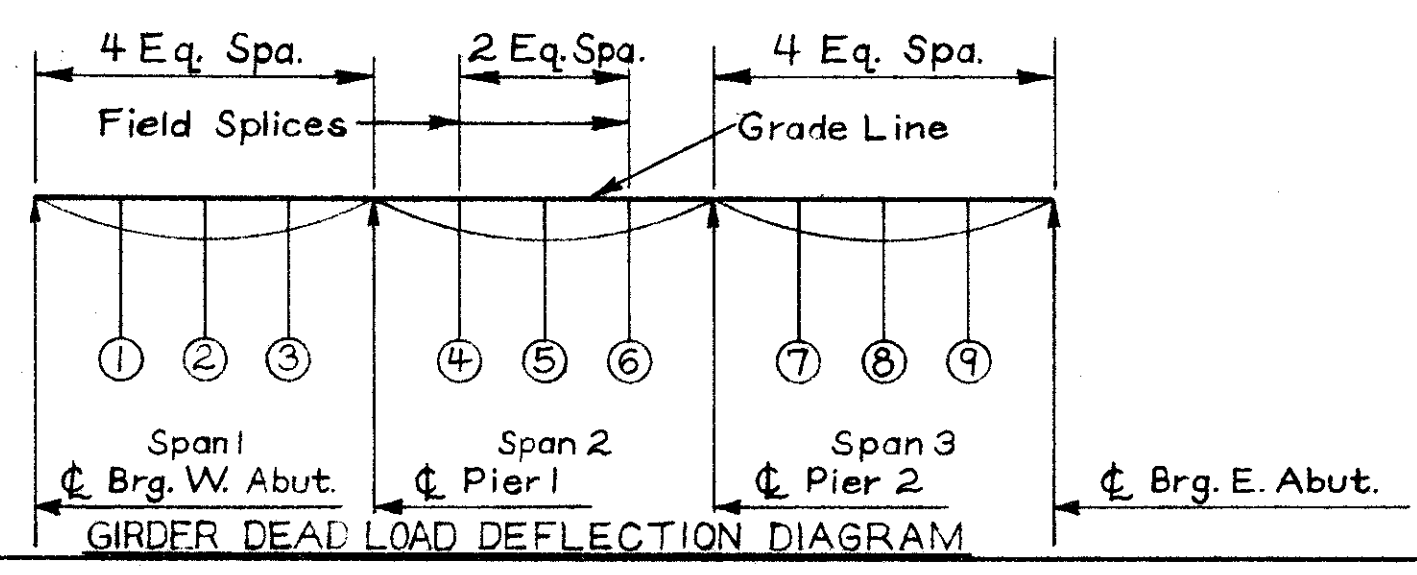 4 Eq. Spa. 2 Eq. Spa. 4 Eq. Spa.
Field Splices Grade Line
1 2 3 4 5 6 7 8 9
Span 1 Span 2 Span 3
℄ Brg. W. Abut. ℄ Pier 1 ℄ Pier 2 ℄ Brg. E. Abut.
GIRDER DEAD LOAD DEFLECTION DIAGRAM